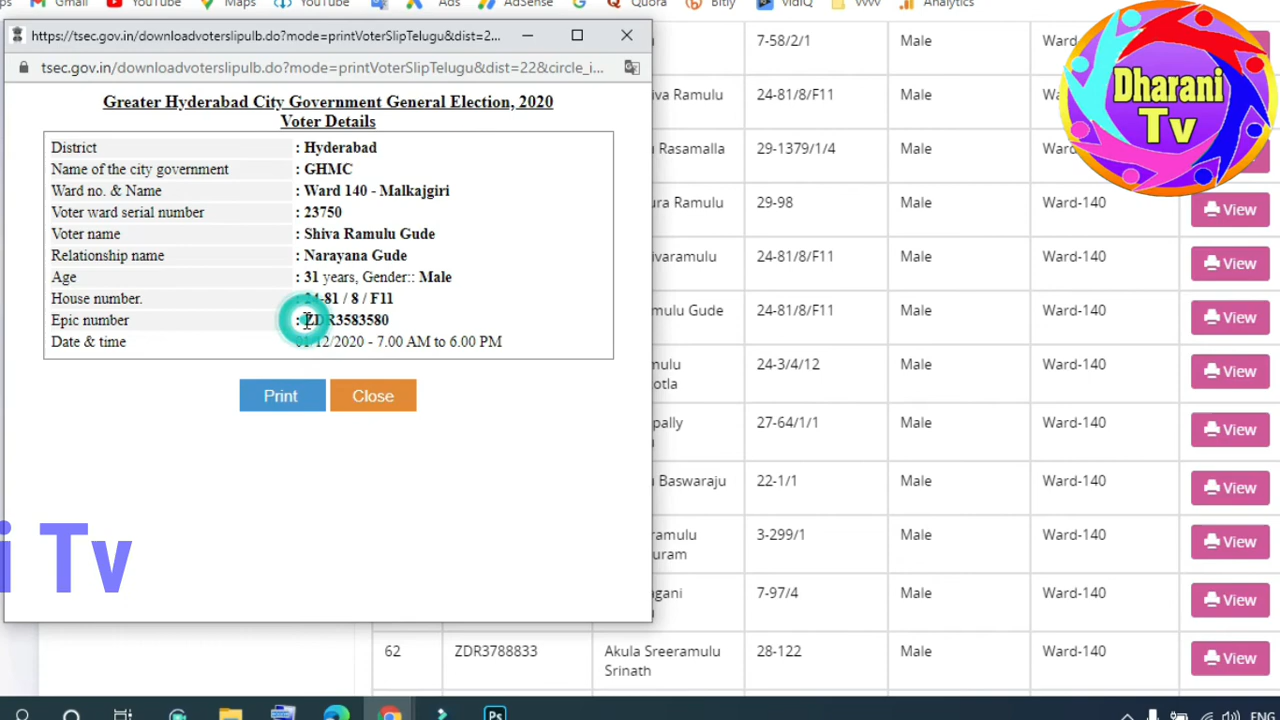 Gmail YouTube Maps YouTube Ads AdSense Quora Bitly VidIQ vvvv Analytics
https://tsec.gov.in/downloadvoterslipulb.do?mode=printVoterSlipTelugu&dist=2...
tsec.gov.in/downloadvoterslipulb.do?mode=printVoterSlipTelugu&dist=22&circle_i...
Greater Hyderabad City Government General Election, 2020
Voter Details
District : Hyderabad
Name of the city government : GHMC
Ward no. & Name : Ward 140 - Malkajgiri
Voter ward serial number : 23750
Voter name : Shiva Ramulu Gude
Relationship name : Narayana Gude
Age : 31 years, Gender:: Male
House number. : 24-81 / 8 / F11
Epic number : ZDR3583580
Date & time 01/12/2020 - 7.00 AM to 6.00 PM
Print Close
i Tv
7-58/2/1 Male
iva Ramulu 24-81/8/F11 Male
u Rasamalla 29-1379/1/4 Male
ura Ramulu 29-98 Male Ward-140 View
ivaramulu 24-81/8/F11 Male Ward-140 View
mulu Gude 24-81/8/F11 Male Ward-140 View
mulu
otla 24-3/4/12 Male Ward-140 View
pally 27-64/1/1 Male Ward-140 View
u Baswaraju 22-1/1 Male Ward-140 View
ramulu
uram 3-299/1 Male Ward-140 View
agani 7-97/4 Male Ward-140 View
62 ZDR3788833 Akula Sreeramulu
Srinath 28-122 Male Ward-140 View
Dharani
Tv
Ps ENG